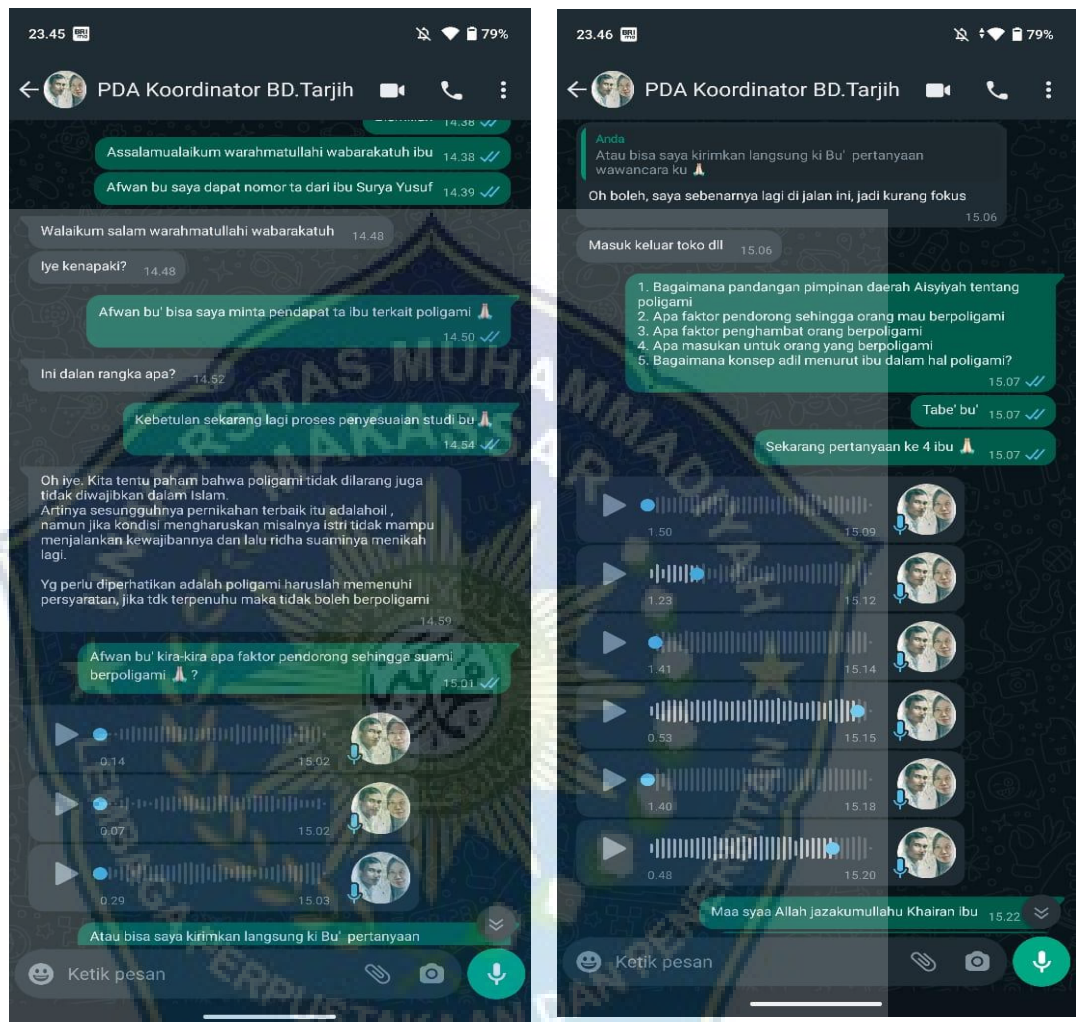 23.45 BRI mo 79%
PDA Koordinator BD.Tarjih
14.38
Assalamualaikum warahmatullahi wabarakatuh ibu 14.38
Afwan bu saya dapat nomor ta dari ibu Surya Yusuf 14.39
Walaikum salam warahmatullahi wabarakatuh 14.48
Iye kenapaki? 14.48
Afwan bu' bisa saya minta pendapat ta ibu terkait poligami 🙏
14.50
Ini dalan rangka apa? 14.52
Kebetulan sekarang lagi proses penyesuaian studi bu 🙏
14.54
Oh iye. Kita tentu paham bahwa poligami tidak dilarang juga
tidak diwajibkan dalam Islam.
Artinya sesungguhnya pernikahan terbaik itu adalahoil ,
namun jika kondisi mengharuskan misalnya istri tidak mampu
menjalankan kewajibannya dan lalu ridha suaminya menikah
lagi.
Yg perlu diperhatikan adalah poligami haruslah memenuhi
persyaratan, jika tdk terpenuhu maka tidak boleh berpoligami
14.59
Afwan bu' kira-kira apa faktor pendorong sehingga suami
berpoligami 🙏 ?
15.01
0.14 15.02
0.07 15.02
0.29 15.03
Atau bisa saya kirimkan langsung ki Bu' pertanyaan
Ketik pesan
23.46 BRI mo 79%
PDA Koordinator BD.Tarjih
Anda
Atau bisa saya kirimkan langsung ki Bu' pertanyaan
wawancara ku 🙏
Oh boleh, saya sebenarnya lagi di jalan ini, jadi kurang fokus
15.06
Masuk keluar toko dll 15.06
1. Bagaimana pandangan pimpinan daerah Aisyiyah tentang
poligami
2. Apa faktor pendorong sehingga orang mau berpoligami
3. Apa faktor penghambat orang berpoligami
4. Apa masukan untuk orang yang berpoligami
5. Bagaimana konsep adil menurut ibu dalam hal poligami?
15.07
Tabe' bu' 15.07
Sekarang pertanyaan ke 4 ibu 🙏 15.07
1.50 15.09
1.23 15.12
1.41 15.14
0.53 15.15
1.40 15.18
0.48 15.20
Maa syaa Allah jazakumullahu Khairan ibu 15.22
Ketik pesan
UNIVERSITAS MUHAMMADIYAH
MAKASSAR
LEMBAGA PERPUSTAKAAN DAN PENERBITAN